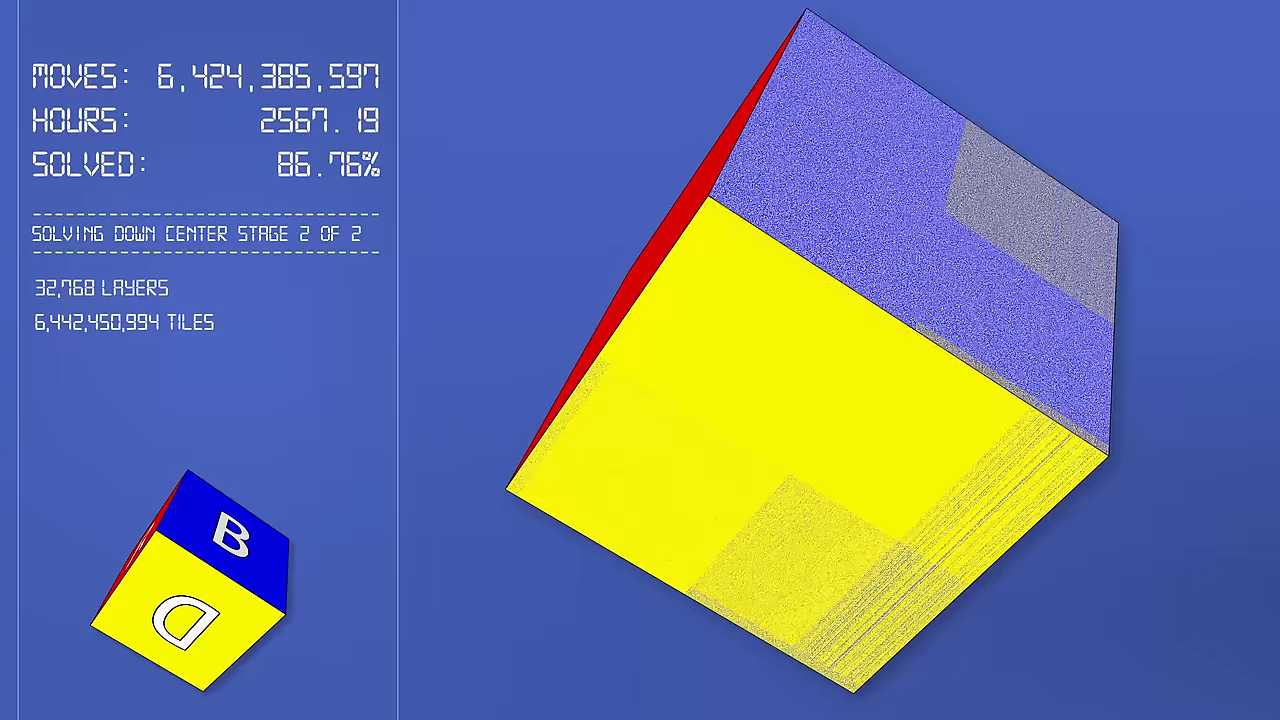 MOVES: 6,424,385,597
HOURS: 2567.19
SOLVED: 86.76%
SOLVING DOWN CENTER STAGE 2 OF 2
32,768 LAYERS
6,442,450,994 TILES
B
D